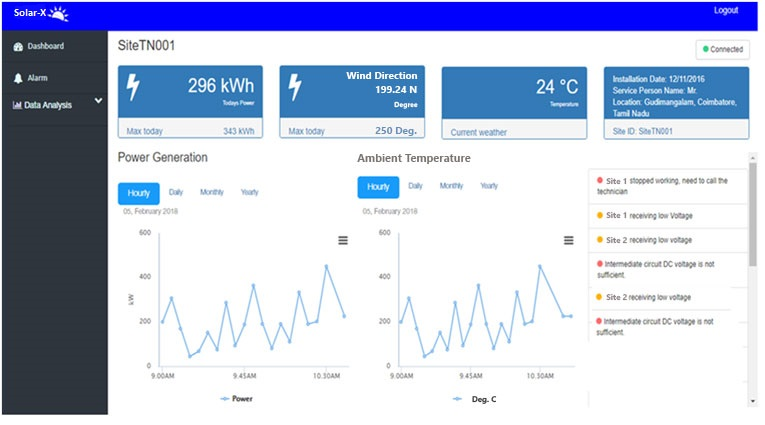 Solar-X
Logout
Dashboard
Alarm
Data Analysis
SiteTN001
Connected
296 kWh
Todays Power
Max today 343 kWh
Wind Direction
199.24 N
Degree
Max today 250 Deg.
24 °C
Temperature
Current weather
Installation Date: 12/11/2016
Service Person Name: Mr.
Location: Gudimangalam, Coimbatore,
Tamil Nadu
Site ID: SiteTN001
Power Generation
Hourly Daily Monthly Yearly
05, February 2018
600
400
200
0
kW
9.00AM 9.45AM 10.30AM
Power
Ambient Temperature
Hourly Daily Monthly Yearly
05, February 2018
600
400
200
0
9.00AM 9.45AM 10.30AM
Deg. C
Site 1 stopped working, need to call the
technician
Site 1 receiving low Voltage
Site 2 receiving low voltage
Intermediate circuit DC voltage is not
sufficient.
Site 2 receiving low voltage
Intermediate circuit DC voltage is not
sufficient.